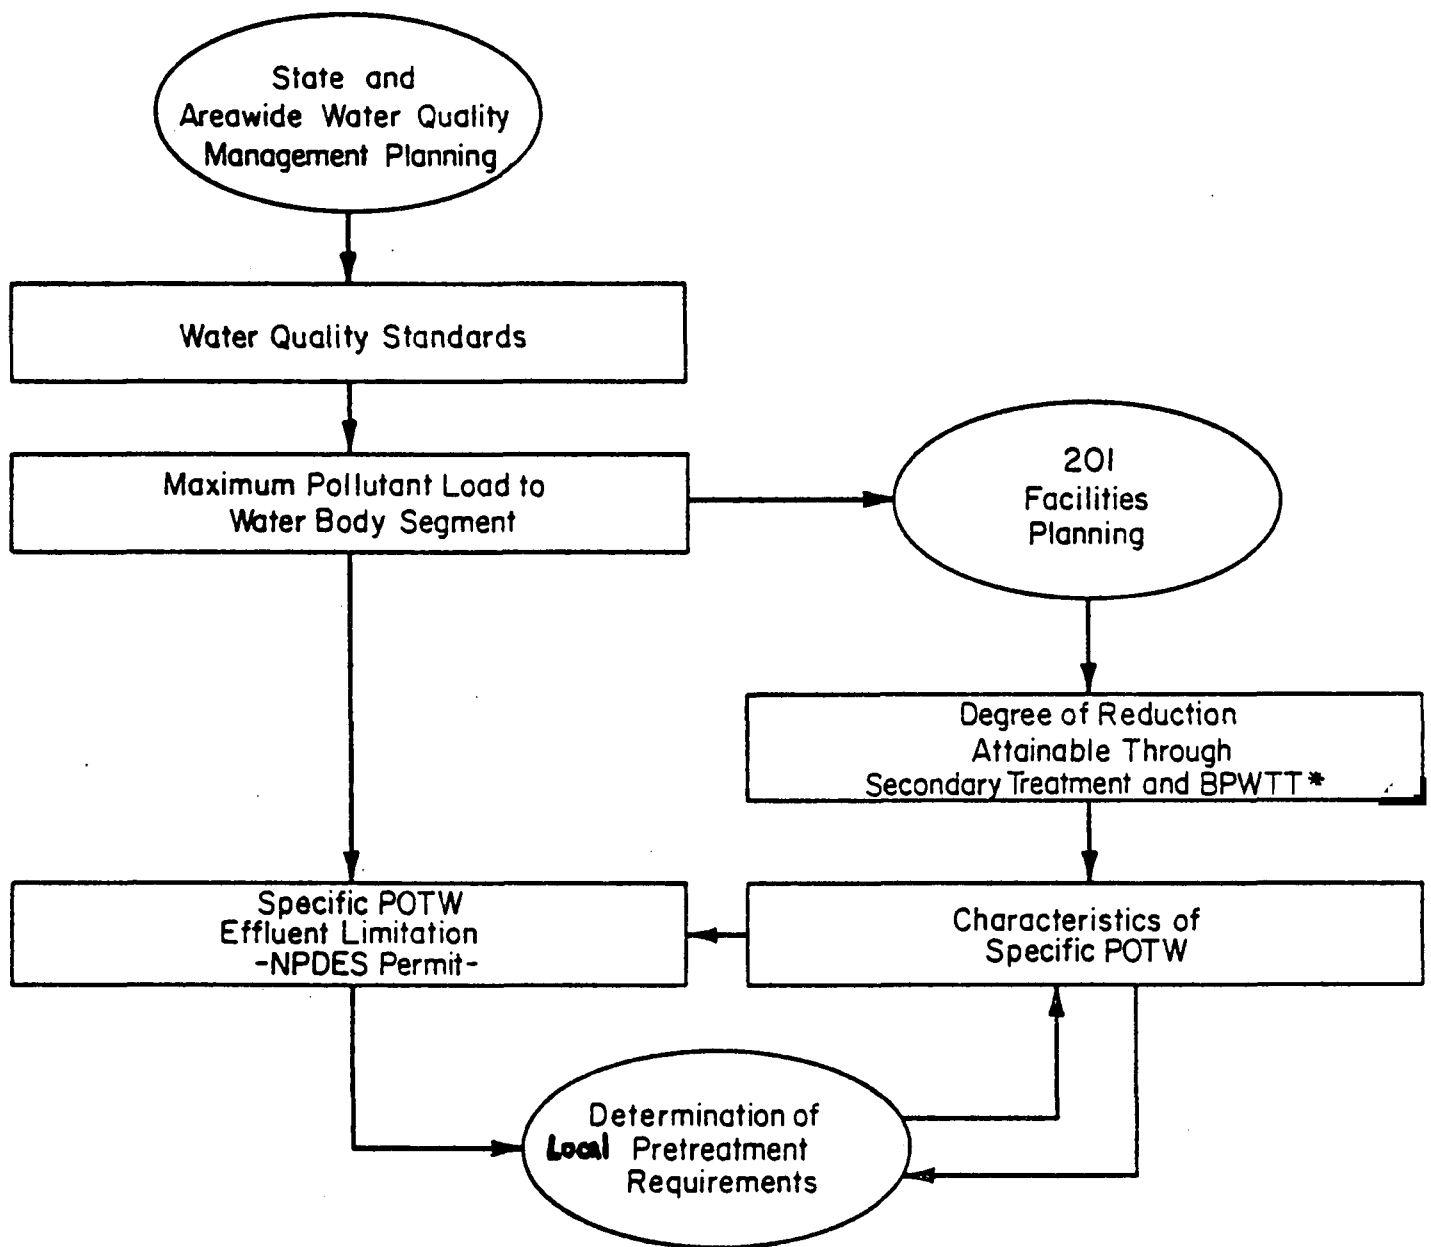 State and
Areawide Water Quality
Management Planning
Water Quality Standards
Maximum Pollutant Load to
Water Body Segment
201
Facilities
Planning
Degree of Reduction
Attainable Through
Secondary Treatment and BPWTT*
Specific POTW
Effluent Limitation
-NPDES Permit-
Characteristics of
Specific POTW
Determination of
Local Pretreatment
Requirements